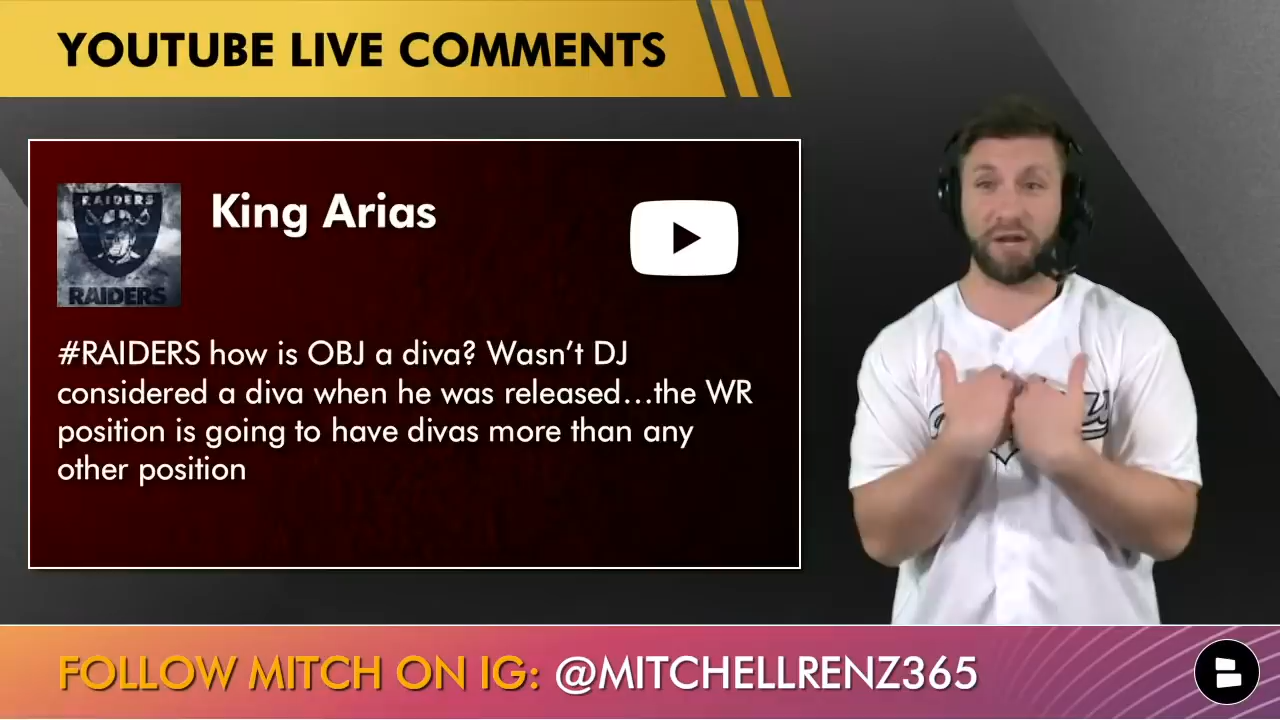 YOUTUBE LIVE COMMENTS
RAIDERS
RAIDERS
King Arias
#RAIDERS how is OBJ a diva? Wasn't DJ
considered a diva when he was released...the WR
position is going to have divas more than any
other position
FOLLOW MITCH ON IG: @MITCHELLRENZ365